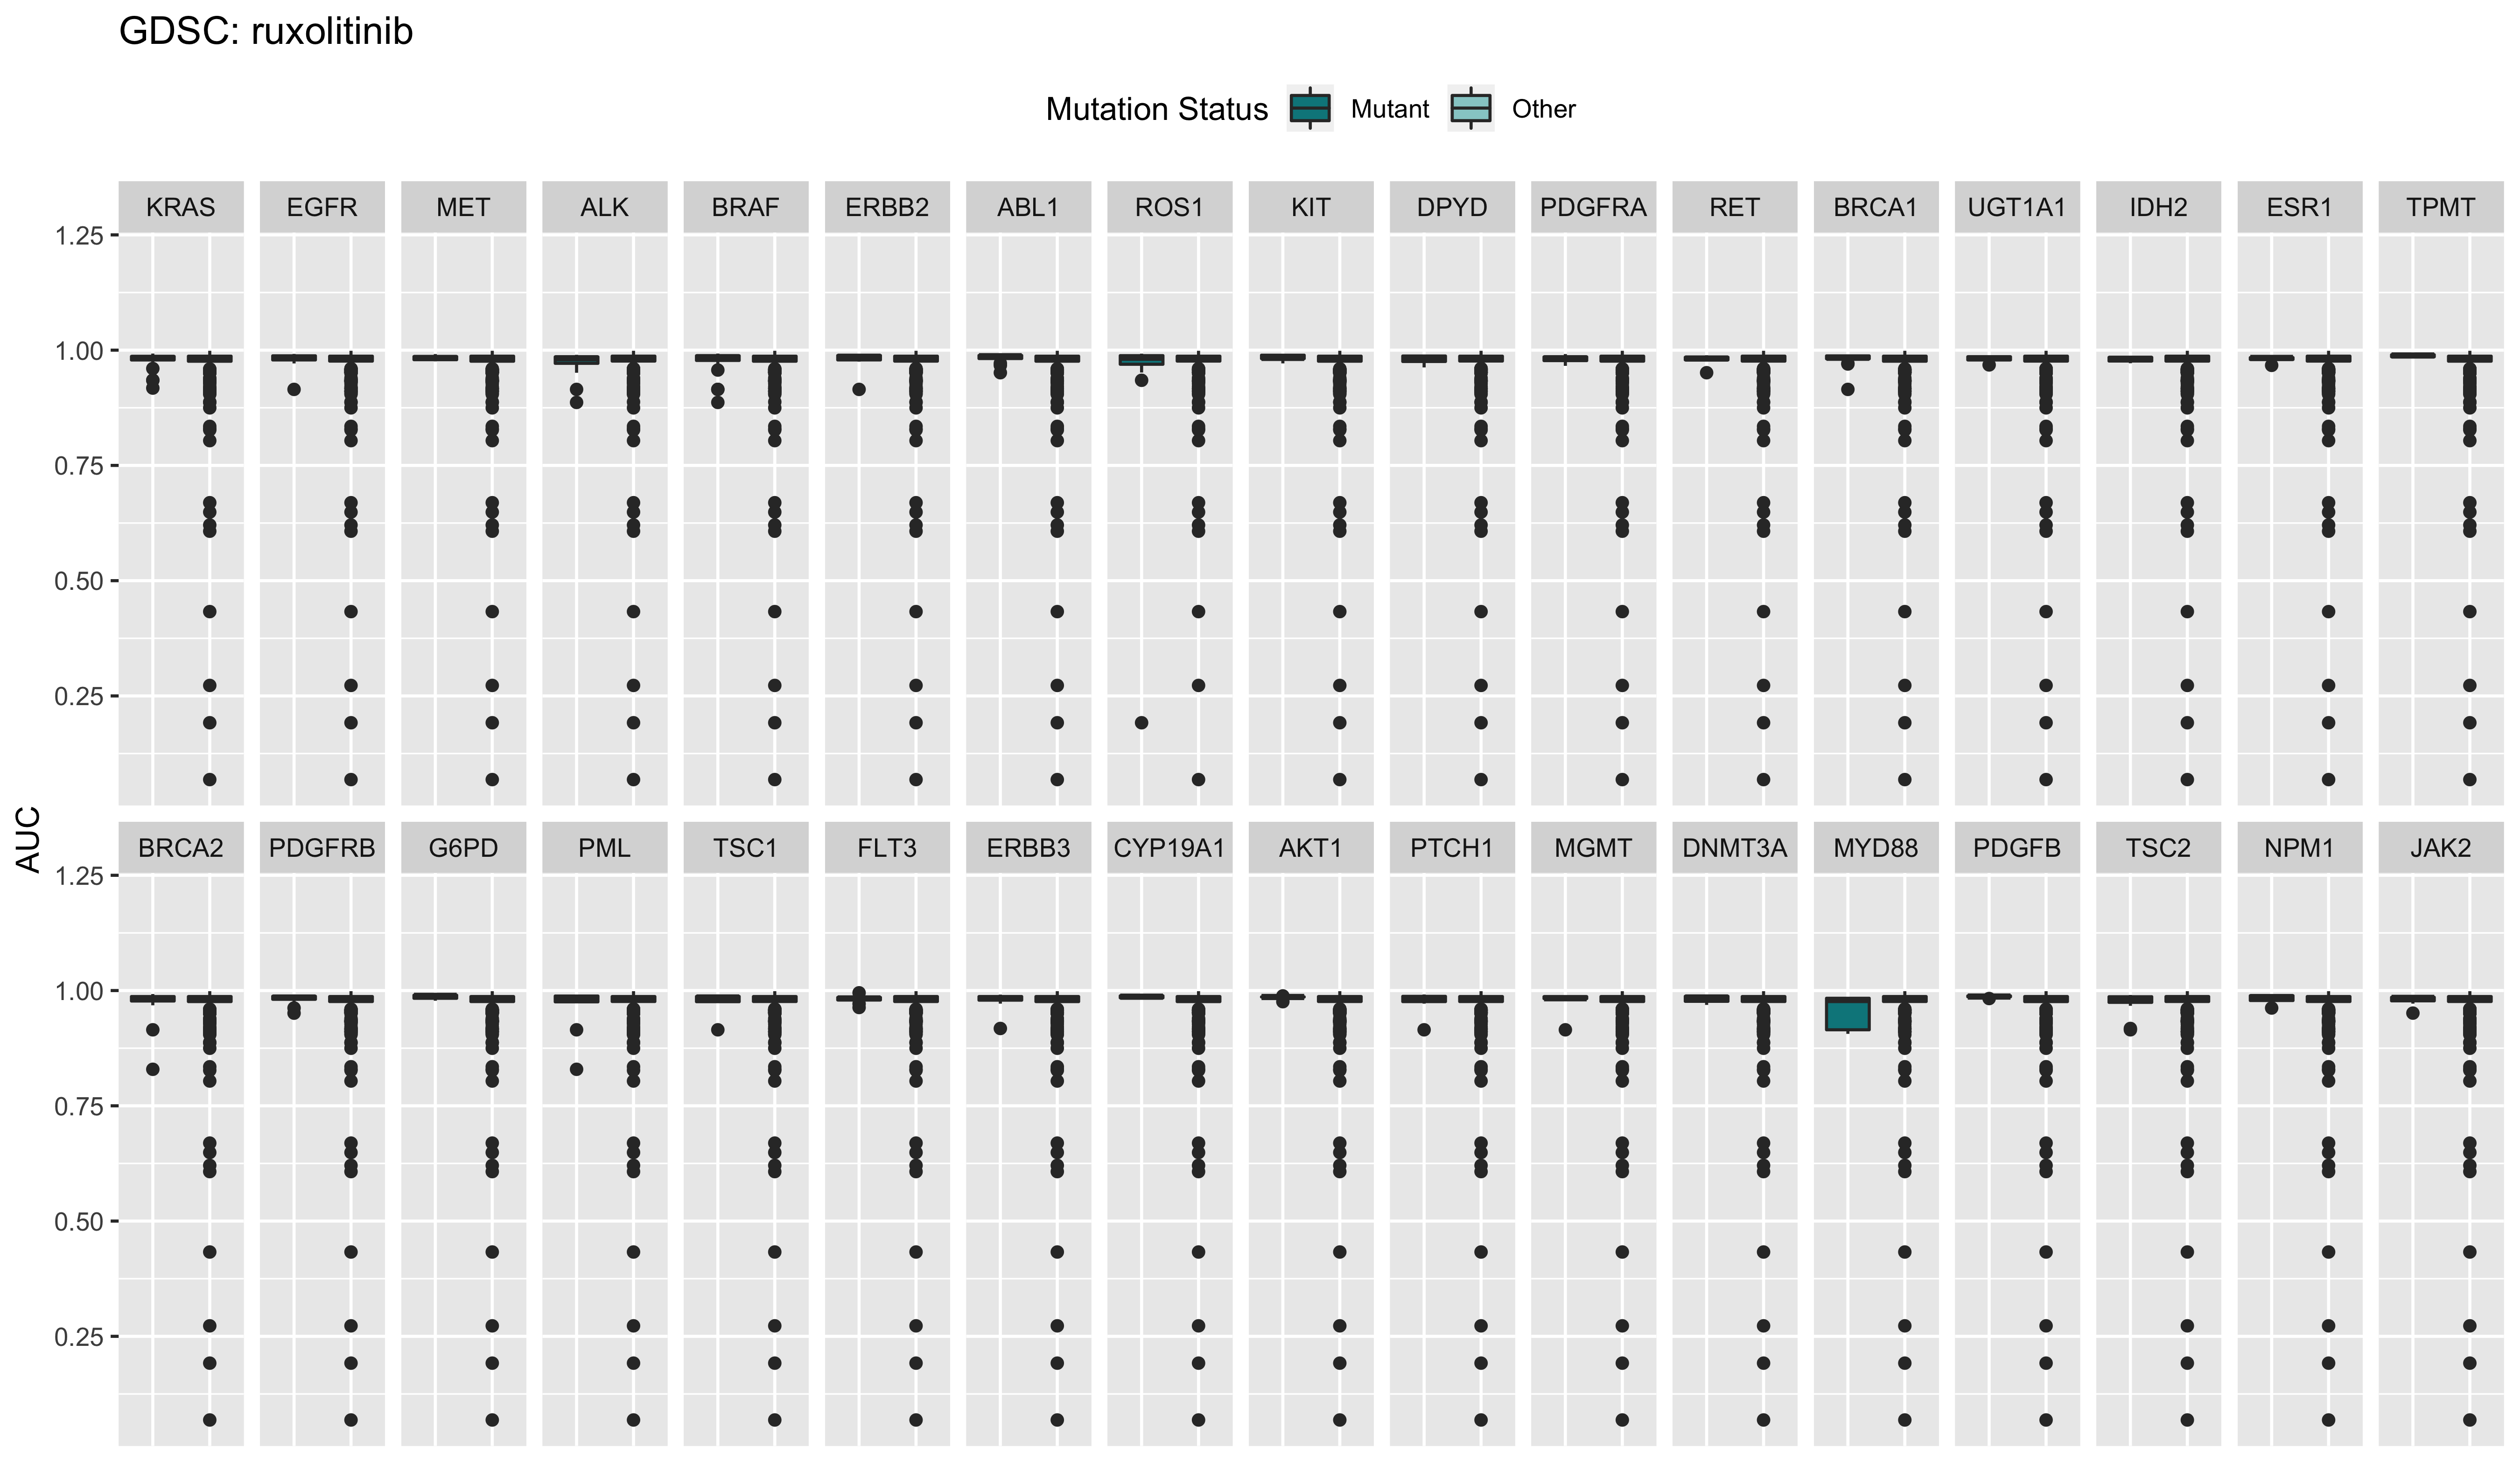 GDSC: ruxolitinib
Mutation Status Mutant Other
KRAS EGFR MET ALK BRAF ERBB2 ABL1 ROS1 KIT DPYD PDGFRA RET BRCA1 UGT1A1 IDH2 ESR1 TPMT
1.25
1.00
0.75
0.50
0.25
AUC
BRCA2 PDGFRB G6PD PML TSC1 FLT3 ERBB3 CYP19A1 AKT1 PTCH1 MGMT DNMT3A MYD88 PDGFB TSC2 NPM1 JAK2
1.25
1.00
0.75
0.50
0.25